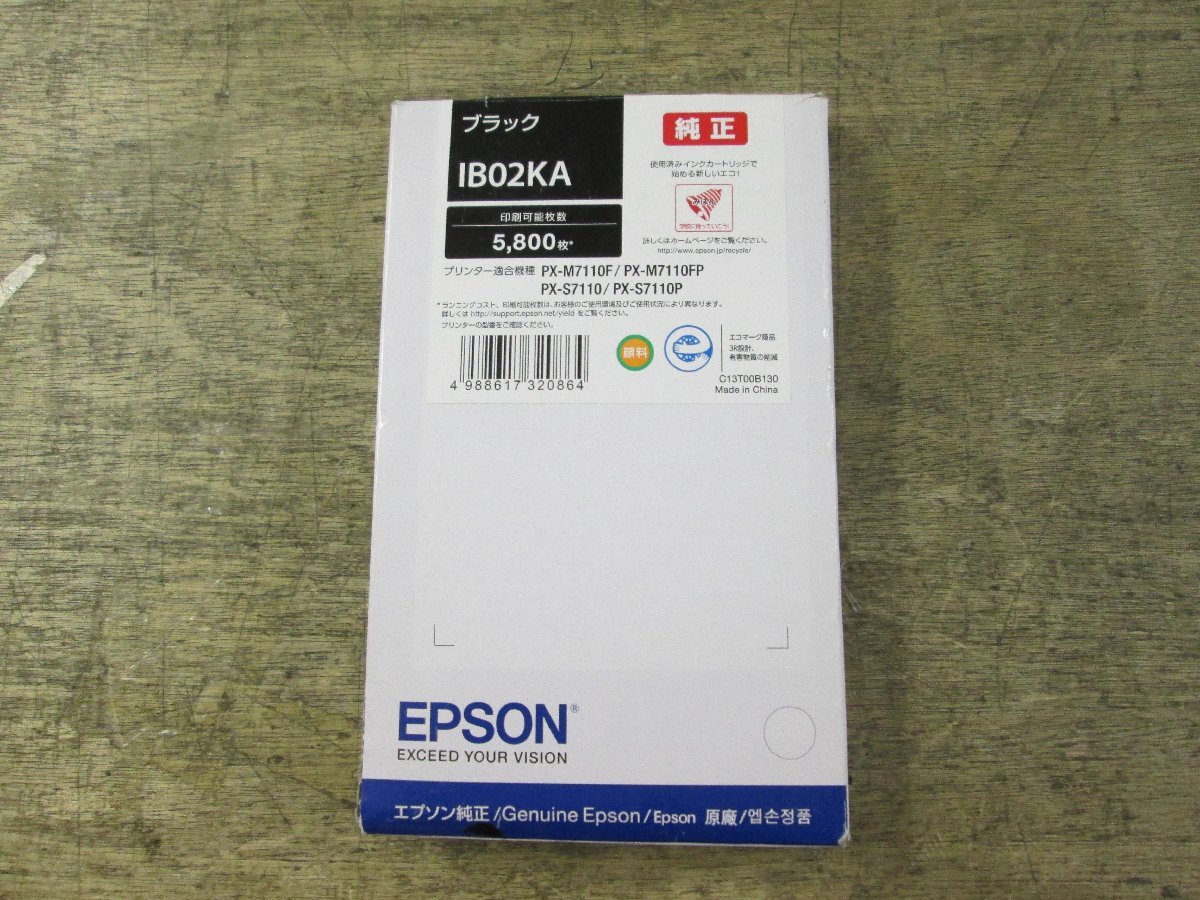 ブラック
IB02KA
印刷可能枚数
5,800枚*
純正
使用済みインクカートリッジで
始める新しいエコ!
学校に持っていこう!
詳しくはホームページをご覧ください。
http://www.epson.jp/recycle/
プリンター適合機種 PX-M7110F/PX-M7110FP
PX-S7110/PX-S7110P
*ランニングコスト、印刷可能枚数は、お客様のご使用環境及びご使用状況により異なります。
詳しくは http://support.epson.net/yield をご覧ください。
プリンターの型番をご確認ください。
4 988617 320864
顔料
エコマーク商品
3R設計、
有害物質の削減
C13T00B130
Made in China
EPSON®
EXCEED YOUR VISION
エプソン純正/Genuine Epson/Epson 原廠/엡손정품